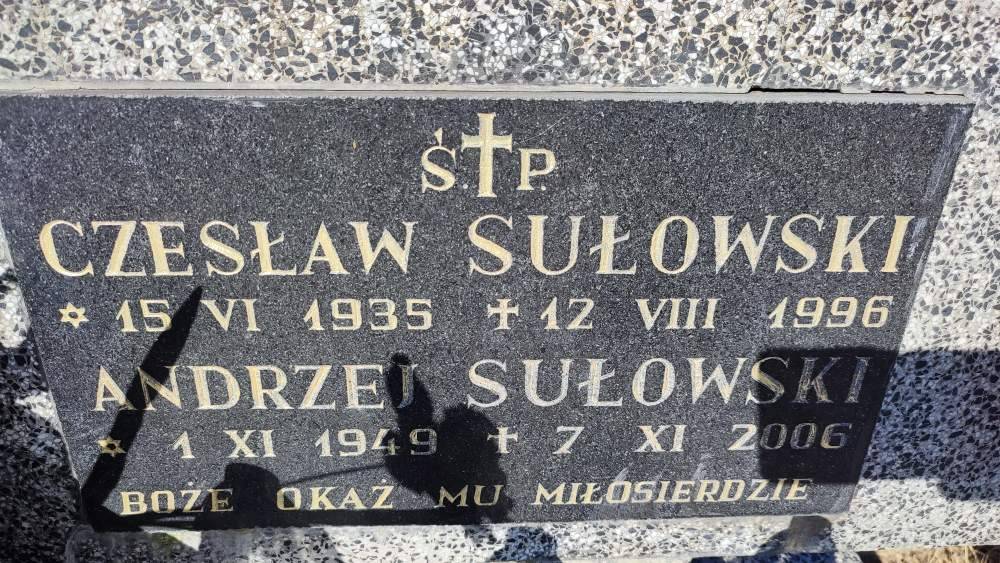 Ś.✝P.
CZESŁAW SUŁOWSKI
✡ 15 VI 1935 ✝ 12 VIII 1996
ANDRZEJ SUŁOWSKI
✡ 1 XI 1949 ✝ 7 XI 2006
BOŻE OKAŻ MU MIŁOSIERDZIE